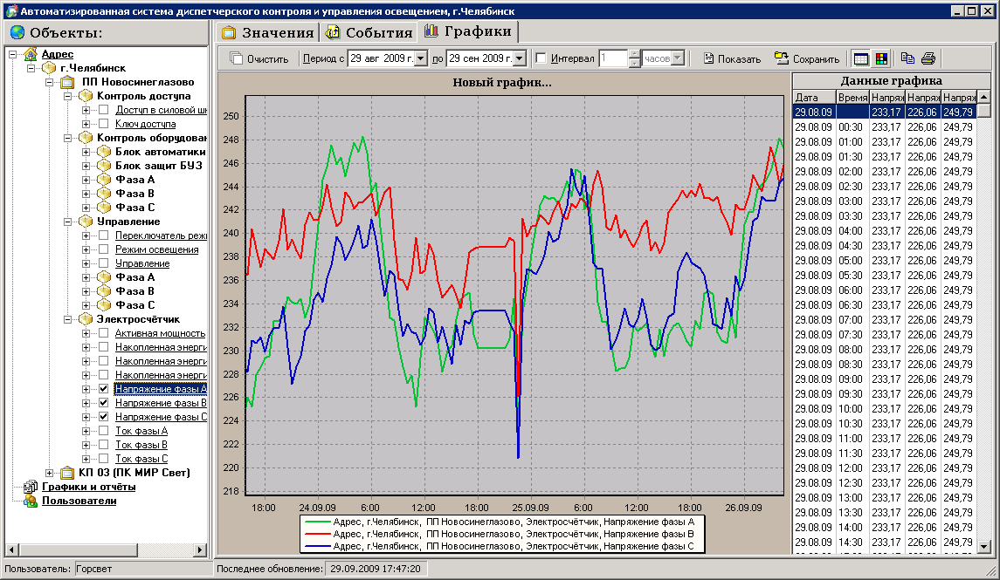 Автоматизированная система диспетчерского контроля и управления освещением, г.Челябинск
Объекты:
Адрес
г.Челябинск
ПП Новосинеглазово
Контроль доступа
Доступ в силовой ш
Ключ доступа
Контроль оборудован
Блок автоматики
Блок защит БУЗ
Фаза A
Фаза B
Фаза C
Управление
Переключатель реж
Режим освещения
Управление
Фаза A
Фаза B
Фаза C
Электросчётчик
Активная мощность
Накопленная энерги
Накопленная энерги
Накопленная энерги
Напряжение фазы A
Напряжение фазы B
Напряжение фазы C
Ток фазы A
Ток фазы B
Ток фазы C
КП 03 (ПК МИР Свет)
Графики и отчёты
Пользователи
Значения События Графики
Очистить Период с 29 авг 2009 г. по 29 сен 2009 г. Интервал 1 часов Показать Сохранить
Новый график...
250
248
246
244
242
240
238
236
234
232
230
228
226
224
222
220
218
18:00 24.09.09 6:00 12:00 18:00 25.09.09 6:00 12:00 18:00 26.09.09
Адрес, г.Челябинск, ПП Новосинеглазово, Электросчётчик, Напряжение фазы A
Адрес, г.Челябинск, ПП Новосинеглазово, Электросчётчик, Напряжение фазы B
Адрес, г.Челябинск, ПП Новосинеглазово, Электросчётчик, Напряжение фазы C
Данные графика
Дата Время Напряж Напряж Напряж
29.08.09 233,17 226,06 249,79
29.08.09 00:30 233,17 226,06 249,79
29.08.09 01:00 233,17 226,06 249,79
29.08.09 01:30 233,17 226,06 249,79
29.08.09 02:00 233,17 226,06 249,79
29.08.09 02:30 233,17 226,06 249,79
29.08.09 03:00 233,17 226,06 249,79
29.08.09 03:30 233,17 226,06 249,79
29.08.09 04:00 233,17 226,06 249,79
29.08.09 04:30 233,17 226,06 249,79
29.08.09 05:00 233,17 226,06 249,79
29.08.09 05:30 233,17 226,06 249,79
29.08.09 06:00 233,17 226,06 249,79
29.08.09 06:30 233,17 226,06 249,79
29.08.09 07:00 233,17 226,06 249,79
29.08.09 07:30 233,17 226,06 249,79
29.08.09 08:00 233,17 226,06 249,79
29.08.09 08:30 233,17 226,06 249,79
29.08.09 09:00 233,17 226,06 249,79
29.08.09 09:30 233,17 226,06 249,79
29.08.09 10:00 233,17 226,06 249,79
29.08.09 10:30 233,17 226,06 249,79
29.08.09 11:00 233,17 226,06 249,79
29.08.09 11:30 233,17 226,06 249,79
29.08.09 12:00 233,17 226,06 249,79
29.08.09 12:30 233,17 226,06 249,79
29.08.09 13:00 233,17 226,06 249,79
29.08.09 13:30 233,17 226,06 249,79
29.08.09 14:00 233,17 226,06 249,79
29.08.09 14:30 233,17 226,06 249,79
Пользователь: Горсвет Последнее обновление: 29.09.2009 17:47:20